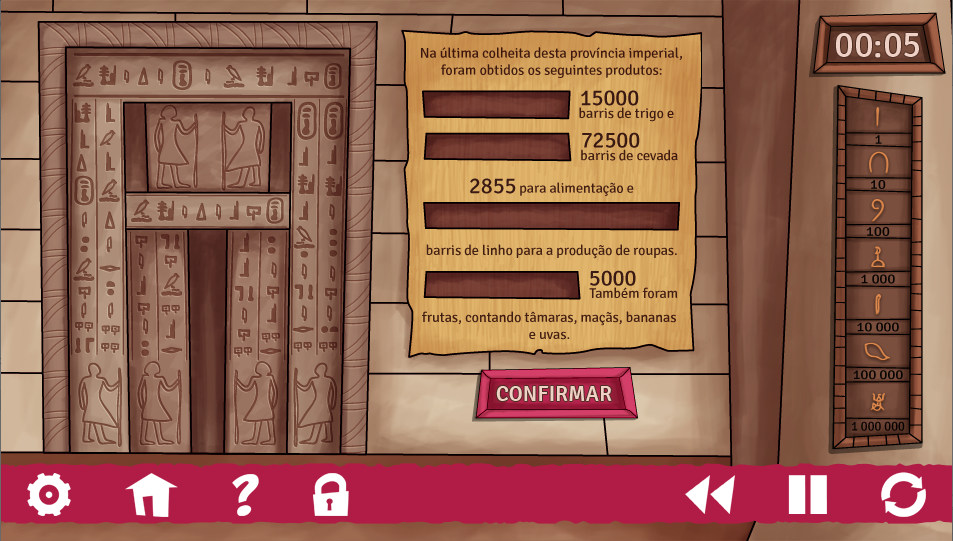 00:05
Na última colheita desta província imperial,
foram obtidos os seguintes produtos:
15000
barris de trigo e
72500
barris de cevada
2855 para alimentação e
barris de linho para a produção de roupas.
5000
Também foram
frutas, contando tâmaras, maçãs, bananas
e uvas.
CONFIRMAR
1
10
100
1 000
10 000
100 000
1 000 000
?